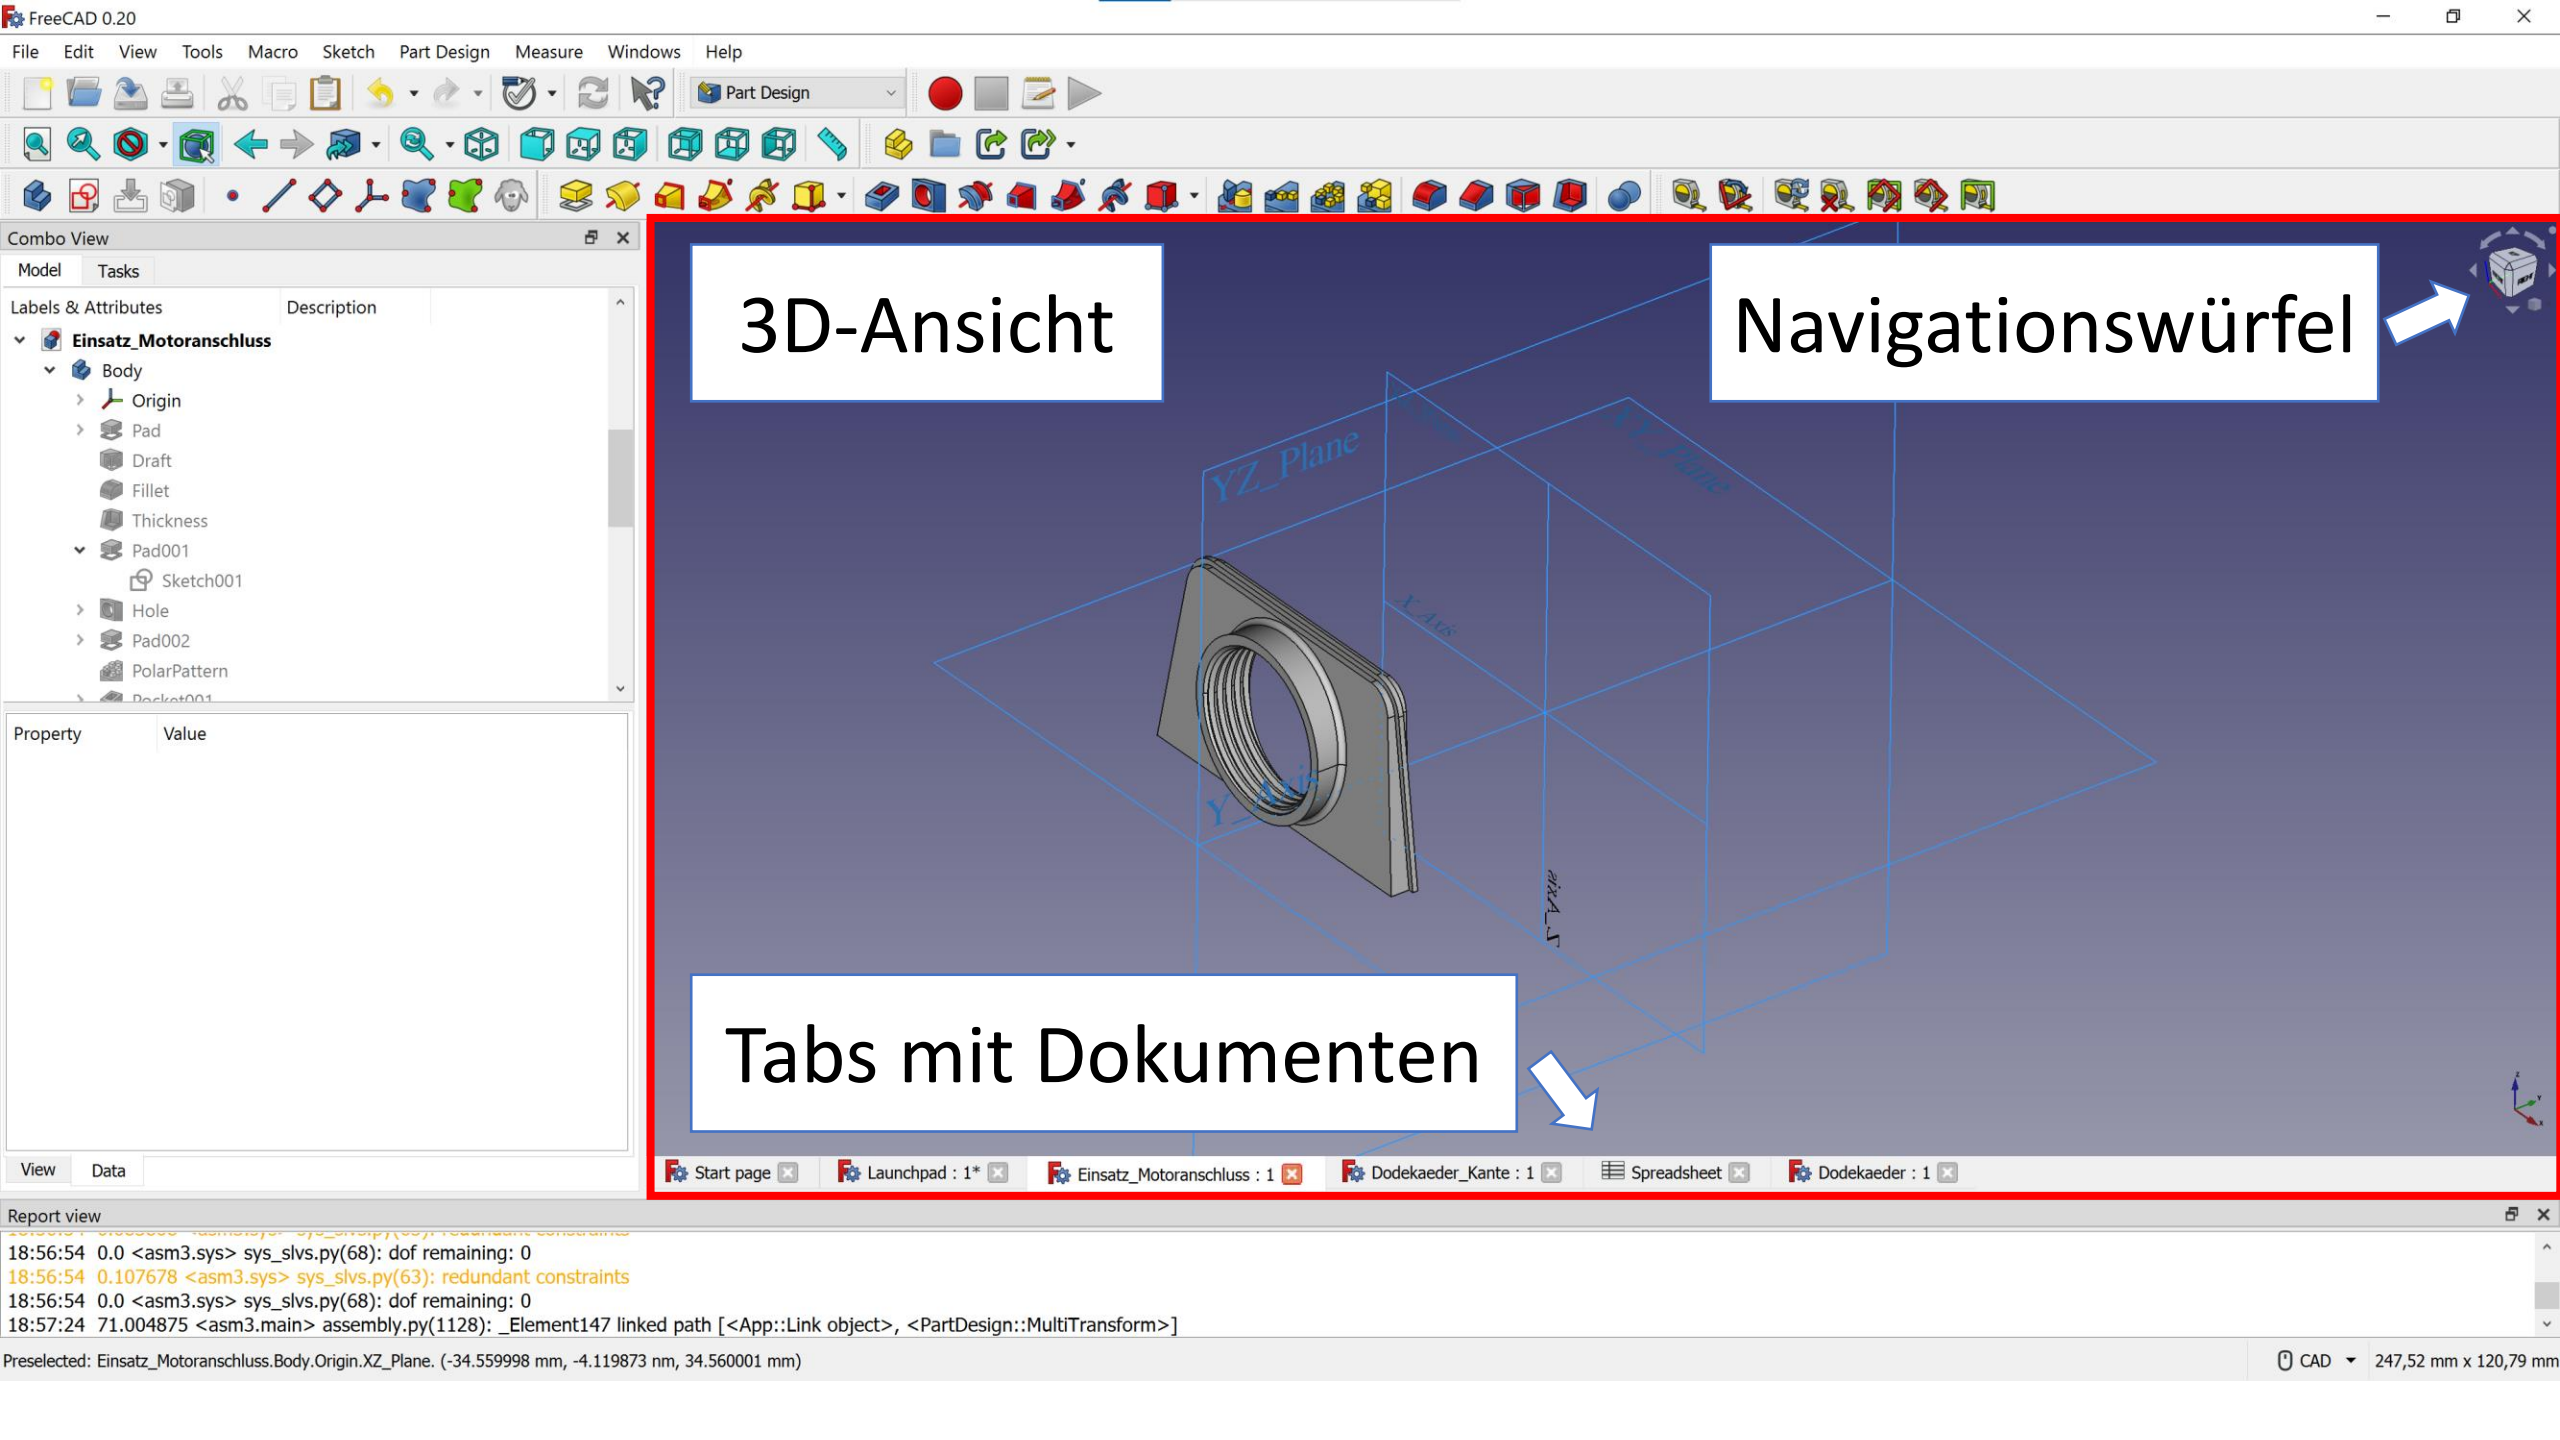 FreeCAD 0.20
File Edit View Tools Macro Sketch Part Design Measure Windows Help
Part Design
Combo View
Model Tasks
Labels & Attributes Description
Einsatz_Motoranschluss
Body
Origin
Pad
Draft
Fillet
Thickness
Pad001
Sketch001
Hole
Pad002
PolarPattern
Pocket001
Property Value
View Data
3D-Ansicht
Navigationswürfel
YZ_Plane
XY_Plane
X_Axis
Y_Axis
Z_Axis
Tabs mit Dokumenten
Z
Y
X
Start page Launchpad : 1* Einsatz_Motoranschluss : 1 Dodekaeder_Kante : 1 Spreadsheet Dodekaeder : 1
Report view
18:56:54 0.0 <asm3.sys> sys_slvs.py(68): dof remaining: 0
18:56:54 0.107678 <asm3.sys> sys_slvs.py(63): redundant constraints
18:56:54 0.0 <asm3.sys> sys_slvs.py(68): dof remaining: 0
18:57:24 71.004875 <asm3.main> assembly.py(1128): _Element147 linked path [<App::Link object>, <PartDesign::MultiTransform>]
Preselected: Einsatz_Motoranschluss.Body.Origin.XZ_Plane. (-34.559998 mm, -4.119873 nm, 34.560001 mm)
CAD 247,52 mm x 120,79 mm